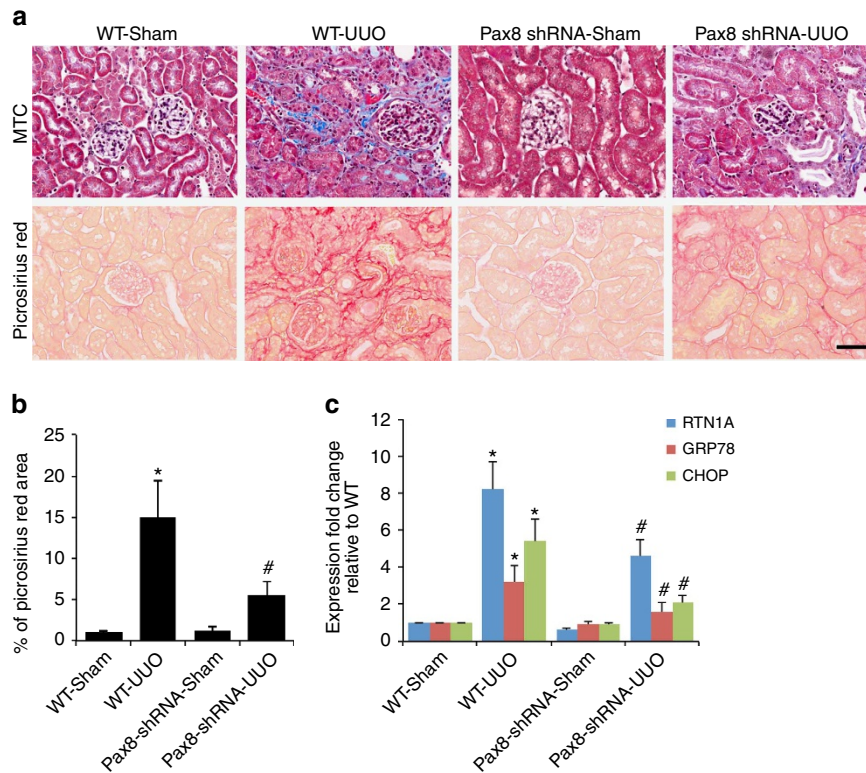 a
WT-Sham
WT-UUO
Pax8 shRNA-Sham
Pax8 shRNA-UUO
MTC
Picrosirius red
b
% of picrosirius red area
25
20
15
10
5
0
*
#
WT-Sham
WT-UUO
Pax8-shRNA-Sham
Pax8-shRNA-UUO
c
Expression fold change
relative to WT
12
10
8
6
4
2
0
*
*
*
#
#
#
RTN1A
GRP78
CHOP
WT-Sham
WT-UUO
Pax8-shRNA-Sham
Pax8-shRNA-UUO